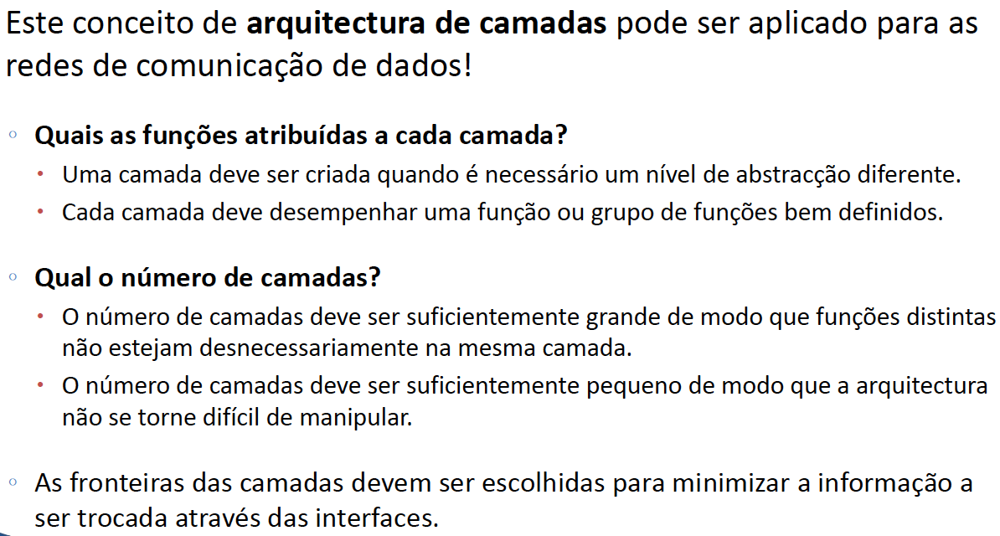 Este conceito de arquitectura de camadas pode ser aplicado para as
redes de comunicação de dados!
○ Quais as funções atribuídas a cada camada?
• Uma camada deve ser criada quando é necessário um nível de abstracção diferente.
• Cada camada deve desempenhar uma função ou grupo de funções bem definidos.
○ Qual o número de camadas?
• O número de camadas deve ser suficientemente grande de modo que funções distintas
não estejam desnecessariamente na mesma camada.
• O número de camadas deve ser suficientemente pequeno de modo que a arquitectura
não se torne difícil de manipular.
○ As fronteiras das camadas devem ser escolhidas para minimizar a informação a
ser trocada através das interfaces.